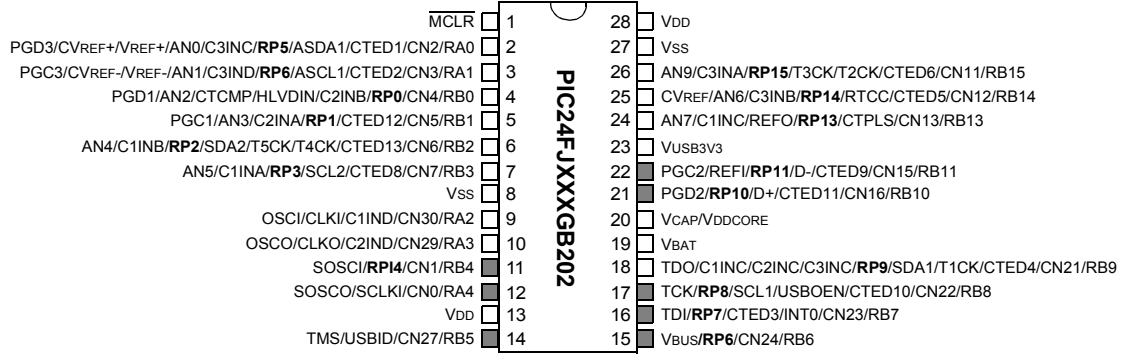 MCLR 1 28 VDD
PGD3/CVREF+/VREF+/AN0/C3INC/RP5/ASDA1/CTED1/CN2/RA0 2 27 VSS
PGC3/CVREF-/VREF-/AN1/C3IND/RP6/ASCL1/CTED2/CN3/RA1 3 26 AN9/C3INA/RP15/T3CK/T2CK/CTED6/CN11/RB15
PGD1/AN2/CTCMP/HLVDIN/C2INB/RP0/CN4/RB0 4 25 CVREF/AN6/C3INB/RP14/RTCC/CTED5/CN12/RB14
PGC1/AN3/C2INA/RP1/CTED12/CN5/RB1 5 24 AN7/C1INC/REFO/RP13/CTPLS/CN13/RB13
AN4/C1INB/RP2/SDA2/T5CK/T4CK/CTED13/CN6/RB2 6 23 VUSB3V3
AN5/C1INA/RP3/SCL2/CTED8/CN7/RB3 7 22 PGC2/REFI/RP11/D-/CTED9/CN15/RB11
VSS 8 21 PGD2/RP10/D+/CTED11/CN16/RB10
OSCI/CLKI/C1IND/CN30/RA2 9 20 VCAP/VDDCORE
OSCO/CLKO/C2IND/CN29/RA3 10 19 VBAT
SOSCI/RPI4/CN1/RB4 11 18 TDO/C1INC/C2INC/C3INC/RP9/SDA1/T1CK/CTED4/CN21/RB9
SOSCO/SCLKI/CN0/RA4 12 17 TCK/RP8/SCL1/USBOEN/CTED10/CN22/RB8
VDD 13 16 TDI/RP7/CTED3/INT0/CN23/RB7
TMS/USBID/CN27/RB5 14 15 VBUS/RP6/CN24/RB6
PIC24FJXXXGB202